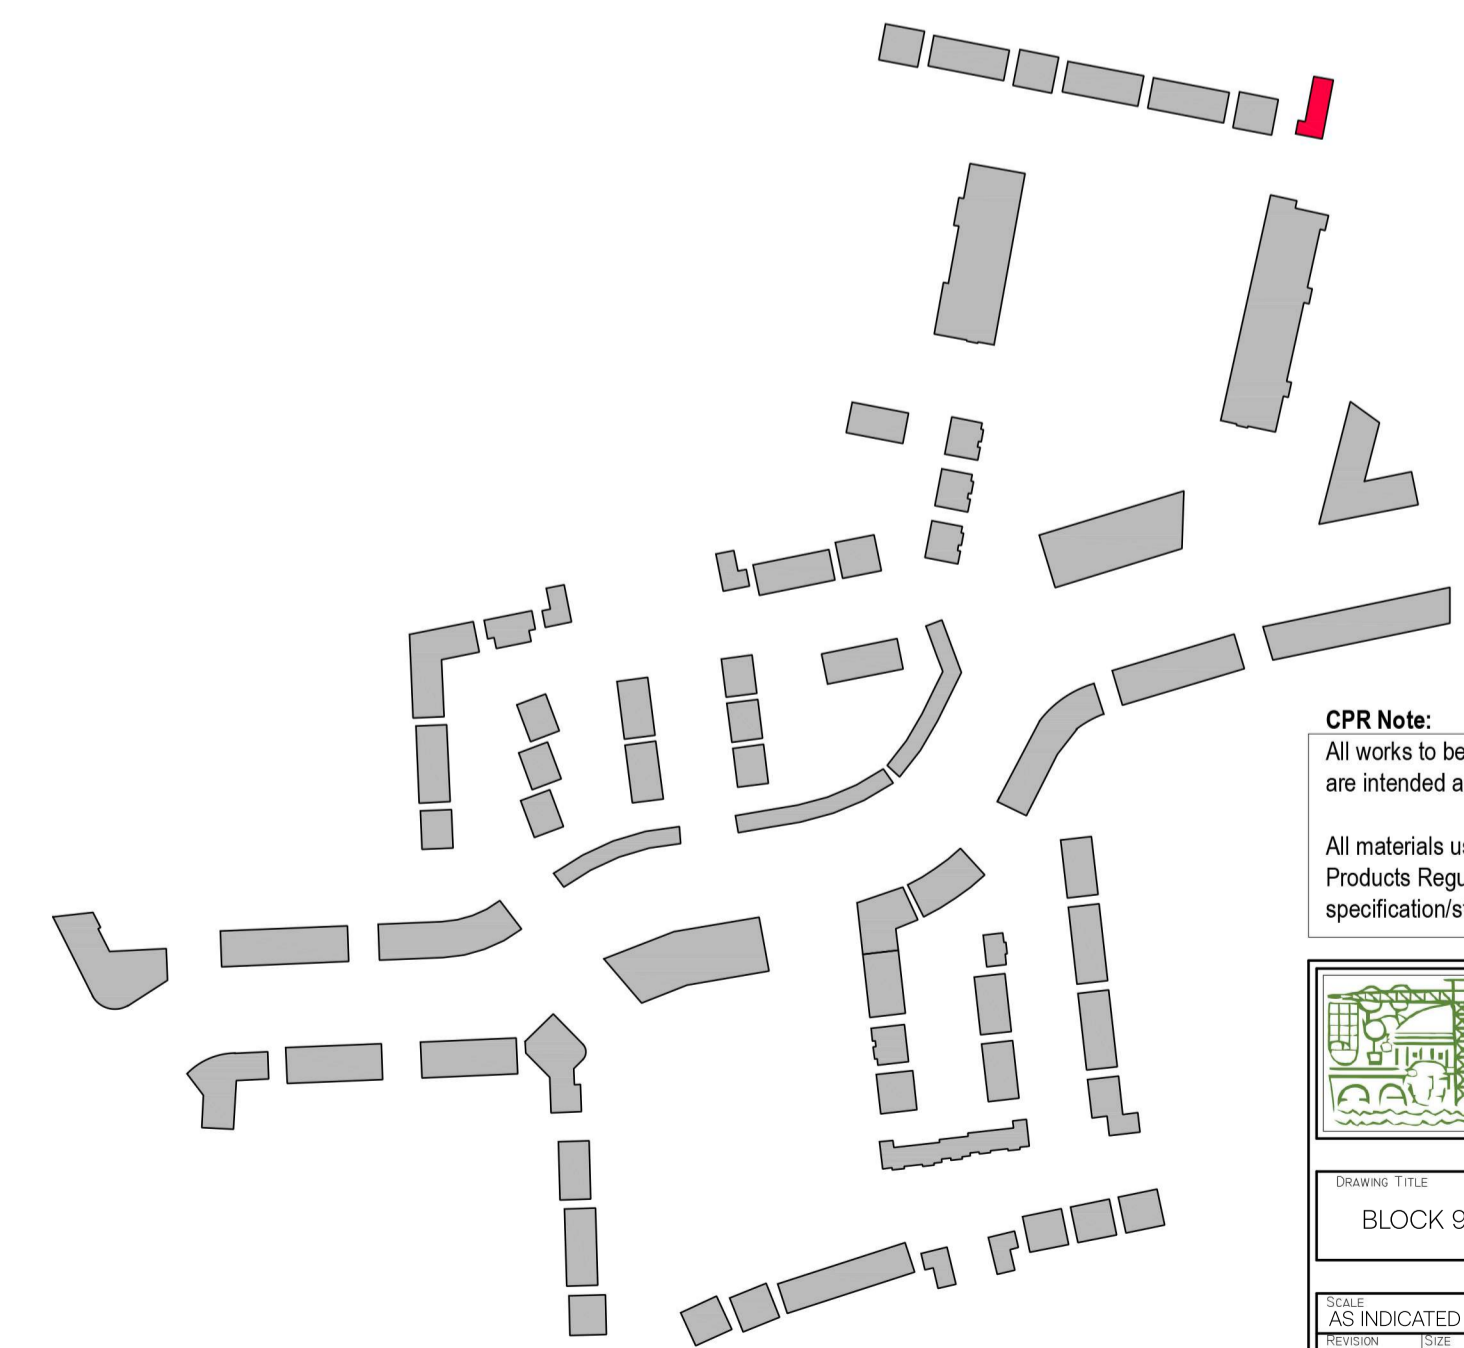 CPR Note:
All works to be
are intended a
All materials us
Products Regu
specification/s
DRAWING TITLE
BLOCK 9
SCALE
AS INDICATED
REVISION SIZE